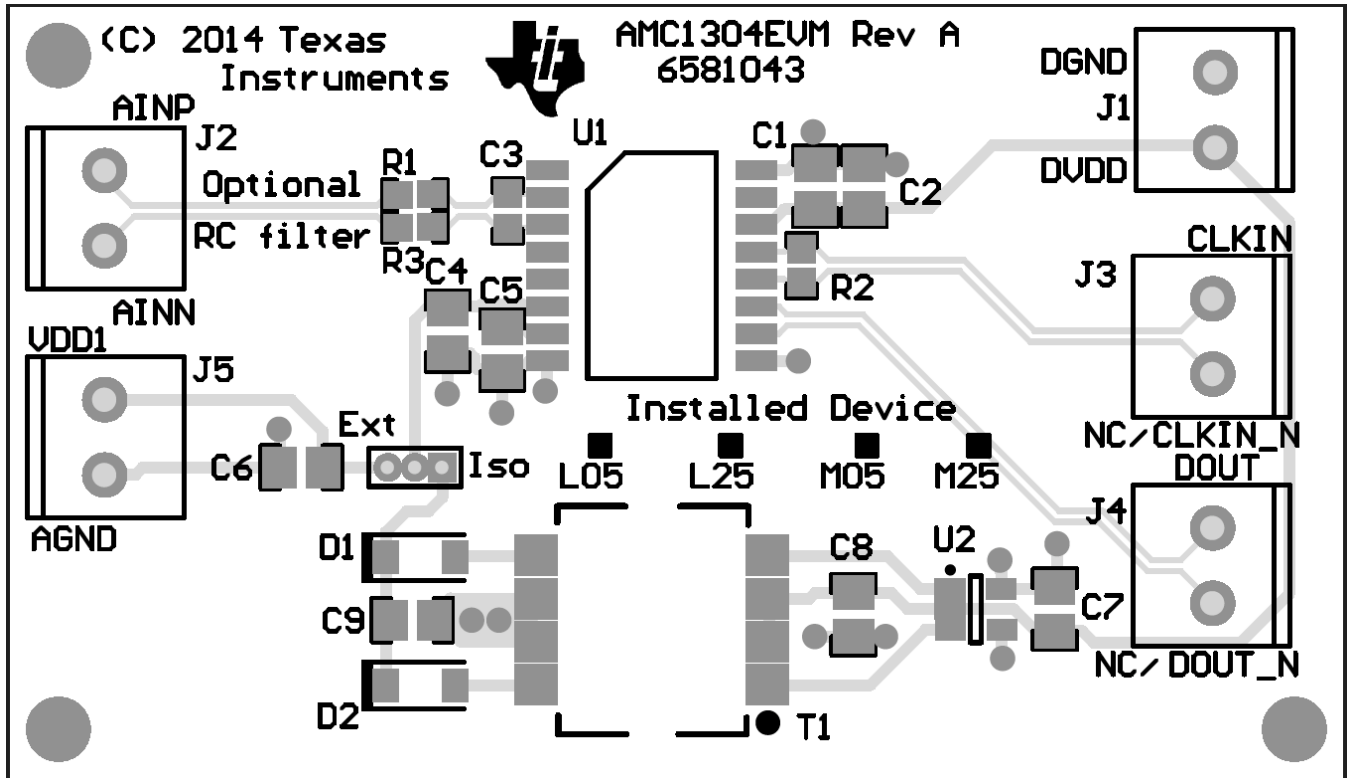 (C) 2014 Texas
Instruments
AMC1304EVM Rev A
6581043
DGND
J1
DVDD
AINP
J2
U1
C1
C3
R1
Optional
C2
RC filter
R3
C4
C5
R2
CLKIN
J3
AINN
VDD1
J5
Installed Device
NC/CLKIN_N
Ext
C6
Iso
L05
L25
M05
M25
DOUT
J4
AGND
D1
C8
U2
C9
C7
NC/DOUT_N
D2
T1